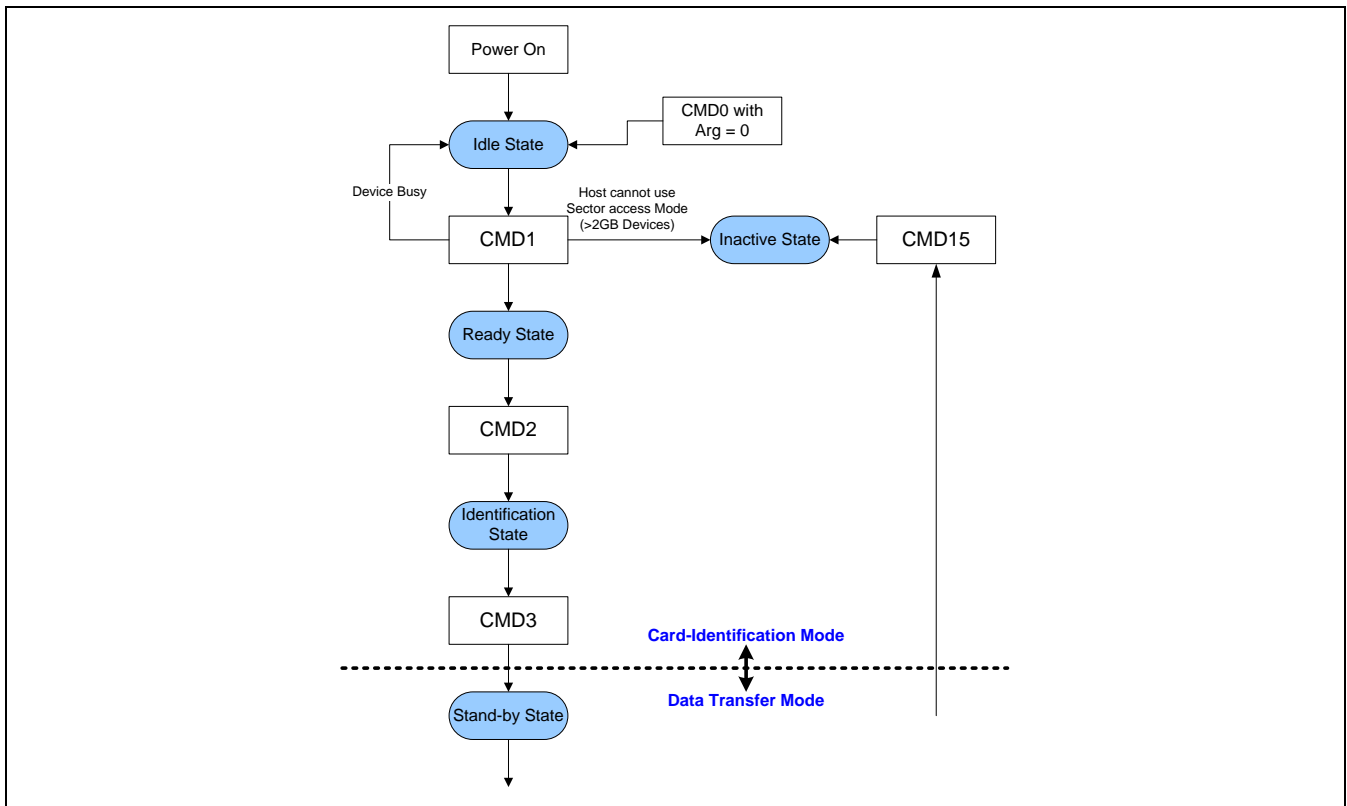 Power On
CMD0 with
Arg = 0
Idle State
Device Busy
Host cannot use
Sector access Mode
(>2GB Devices)
CMD1
Inactive State
CMD15
Ready State
CMD2
Identification
State
CMD3
Card-Identification Mode
Data Transfer Mode
Stand-by State